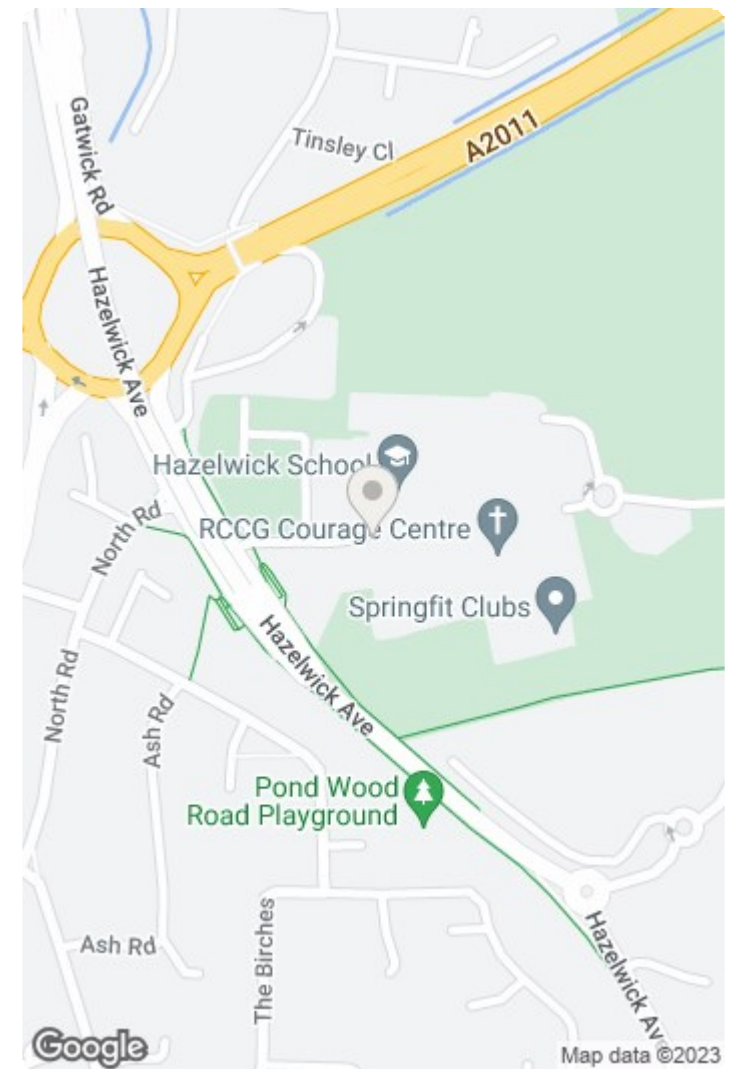 Gatwick Rd
Tinsley Cl
A2011
Hazelwick Ave
Hazelwick School
North Rd
RCCG Courage Centre
Springfit Clubs
Hazelwick Ave
North Rd
Ash Rd
Pond Wood
Road Playground
The Birches
Ash Rd
Hazelwick Ave
Google
Map data ©2023